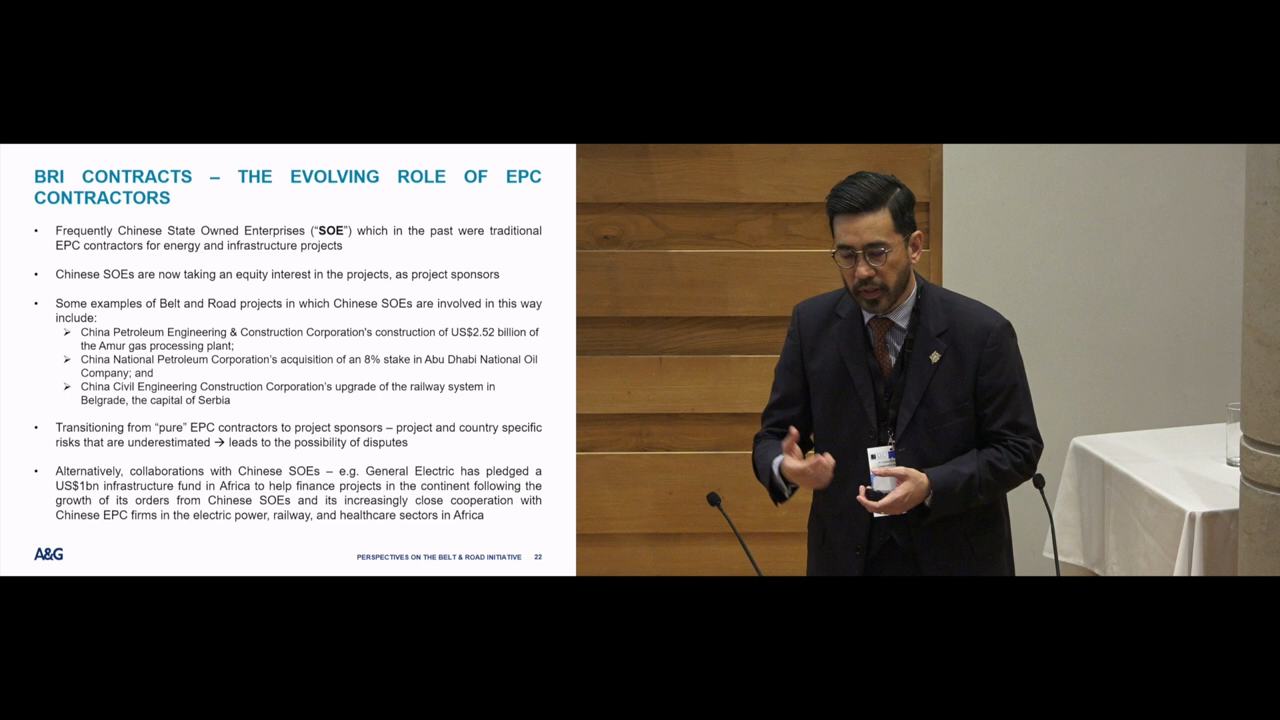 BRI CONTRACTS – THE EVOLVING ROLE OF EPC
CONTRACTORS
• Frequently Chinese State Owned Enterprises (“SOE”) which in the past were traditional
EPC contractors for energy and infrastructure projects
• Chinese SOEs are now taking an equity interest in the projects, as project sponsors
• Some examples of Belt and Road projects in which Chinese SOEs are involved in this way
include:
➢ China Petroleum Engineering & Construction Corporation's construction of US$2.52 billion of
the Amur gas processing plant;
➢ China National Petroleum Corporation’s acquisition of an 8% stake in Abu Dhabi National Oil
Company; and
➢ China Civil Engineering Construction Corporation’s upgrade of the railway system in
Belgrade, the capital of Serbia
• Transitioning from “pure” EPC contractors to project sponsors – project and country specific
risks that are underestimated → leads to the possibility of disputes
• Alternatively, collaborations with Chinese SOEs – e.g. General Electric has pledged a
US$1bn infrastructure fund in Africa to help finance projects in the continent following the
growth of its orders from Chinese SOEs and its increasingly close cooperation with
Chinese EPC firms in the electric power, railway, and healthcare sectors in Africa
A&G
PERSPECTIVES ON THE BELT & ROAD INITIATIVE 22